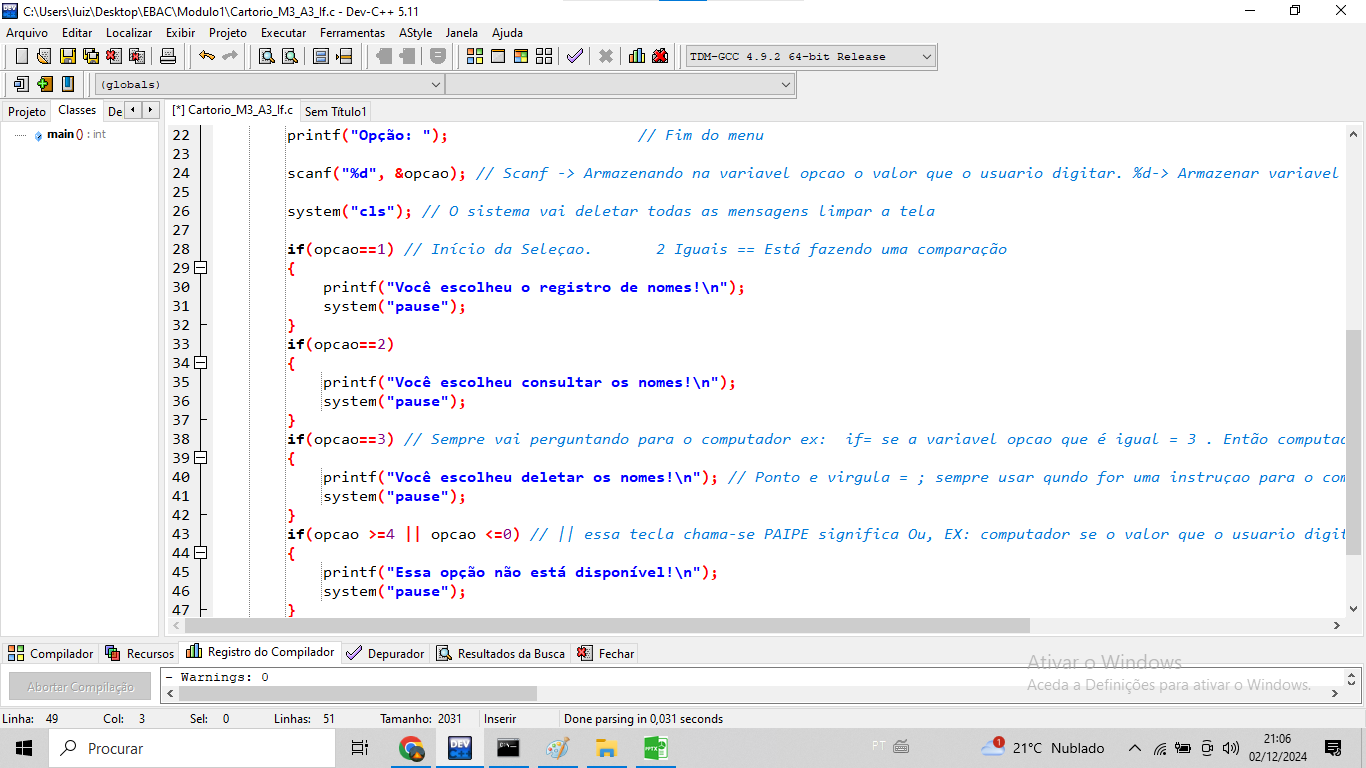 C:\Users\luiz\Desktop\EBAC\Modulo1\Cartorio_M3_A3_If.c - Dev-C++ 5.11
Arquivo Editar Localizar Exibir Projeto Executar Ferramentas AStyle Janela Ajuda
TDM-GCC 4.9.2 64-bit Release
(globals)
Projeto Classes De [*] Cartorio_M3_A3_If.c Sem Título1
main () : int
22 printf("Opção: "); // Fim do menu
23
24 scanf("%d", &opcao); // Scanf -> Armazenando na variavel opcao o valor que o usuario digitar. %d-> Armazenar variavel
25
26 system("cls"); // O sistema vai deletar todas as mensagens limpar a tela
27
28 if(opcao==1) // Início da Seleçao. 2 Iguais == Está fazendo uma comparação
29 {
30 printf("Você escolheu o registro de nomes!\n");
31 system("pause");
32 }
33 if(opcao==2)
34 {
35 printf("Você escolheu consultar os nomes!\n");
36 system("pause");
37 }
38 if(opcao==3) // Sempre vai perguntando para o computador ex: if= se a variavel opcao que é igual = 3 . Então computac
39 {
40 printf("Você escolheu deletar os nomes!\n"); // Ponto e virgula = ; sempre usar qundo for uma instruçao para o com
41 system("pause");
42 }
43 if(opcao >=4 || opcao <=0) // || essa tecla chama-se PAIPE significa Ou, EX: computador se o valor que o usuario digit
44 {
45 printf("Essa opção não está disponível!\n");
46 system("pause");
47 }
Compilador Recursos Registro do Compilador Depurador Resultados da Busca Fechar
Abortar Compilação
- Warnings: 0
Ativar o Windows
Aceda a Definições para ativar o Windows.
Linha: 49 Col: 3 Sel: 0 Linhas: 51 Tamanho: 2031 Inserir Done parsing in 0,031 seconds
Procurar
DEV
PPTX
PT
1
21°C Nublado
21:06
02/12/2024